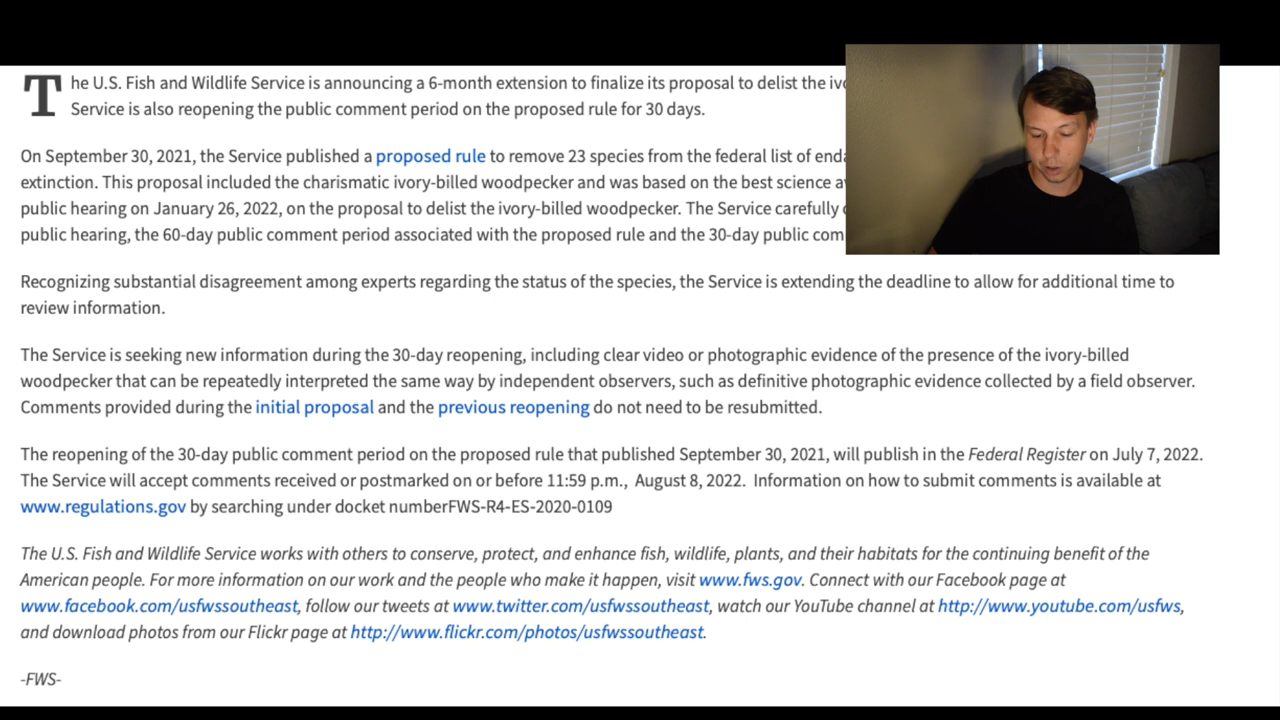 The U.S. Fish and Wildlife Service is announcing a 6-month extension to finalize its proposal to delist the
Service is also reopening the public comment period on the proposed rule for 30 days.
On September 30, 2021, the Service published a proposed rule to remove 23 species from the federal list of
extinction. This proposal included the charismatic ivory-billed woodpecker and was based on the best science
public hearing on January 26, 2022, on the proposal to delist the ivory-billed woodpecker. The Service carefully
public hearing, the 60-day public comment period associated with the proposed rule and the 30-day public
Recognizing substantial disagreement among experts regarding the status of the species, the Service is extending the deadline to allow for additional time to
review information.
The Service is seeking new information during the 30-day reopening, including clear video or photographic evidence of the presence of the ivory-billed
woodpecker that can be repeatedly interpreted the same way by independent observers, such as definitive photographic evidence collected by a field observer.
Comments provided during the initial proposal and the previous reopening do not need to be resubmitted.
The reopening of the 30-day public comment period on the proposed rule that published September 30, 2021, will publish in the Federal Register on July 7, 2022.
The Service will accept comments received or postmarked on or before 11:59 p.m., August 8, 2022. Information on how to submit comments is available at
www.regulations.gov by searching under docket numberFWS-R4-ES-2020-0109
The U.S. Fish and Wildlife Service works with others to conserve, protect, and enhance fish, wildlife, plants, and their habitats for the continuing benefit of the
American people. For more information on our work and the people who make it happen, visit www.fws.gov. Connect with our Facebook page at
www.facebook.com/usfwssoutheast, follow our tweets at www.twitter.com/usfwssoutheast, watch our YouTube channel at http://www.youtube.com/usfws,
and download photos from our Flickr page at http://www.flickr.com/photos/usfwssoutheast.
-FWS-